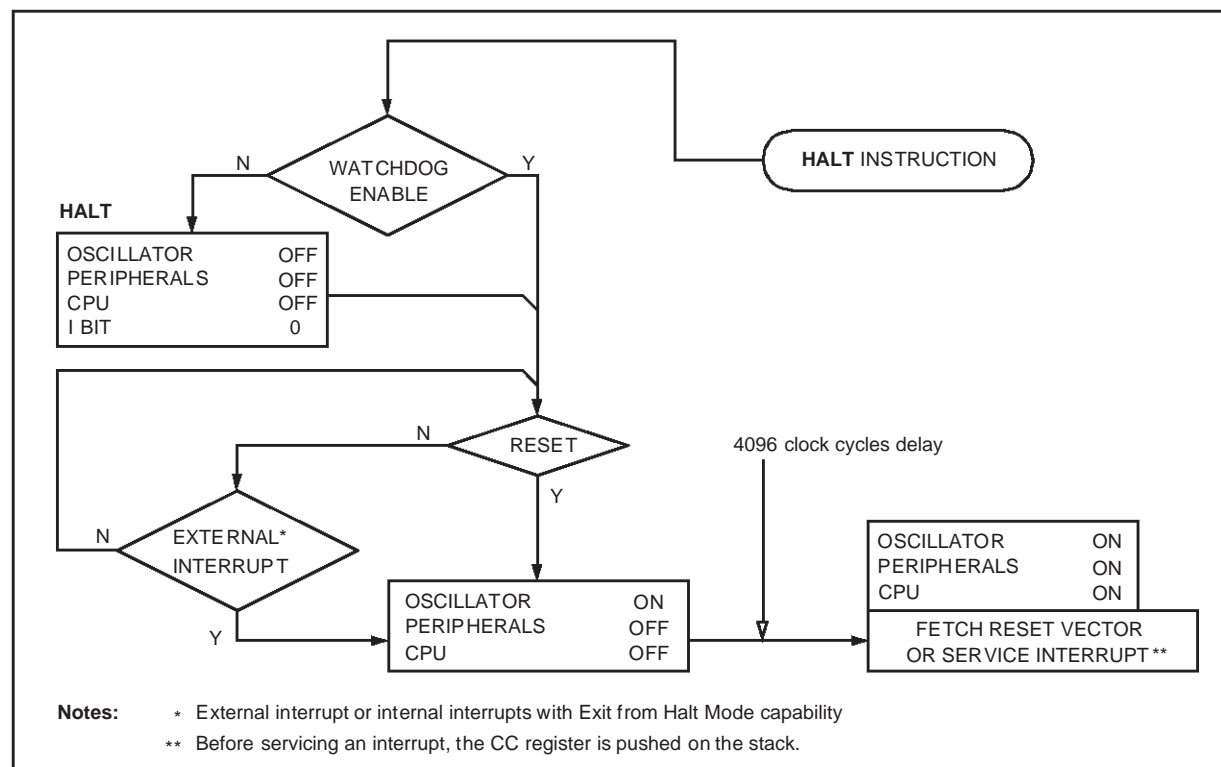 HALT INSTRUCTION
WATCHDOG
ENABLE
N
Y
HALT
OSCILLATOR OFF
PERIPHERALS OFF
CPU OFF
I BIT 0
RESET
N
Y
4096 clock cycles delay
EXTERNAL*
INTERRUPT
N
Y
OSCILLATOR ON
PERIPHERALS OFF
CPU OFF
OSCILLATOR ON
PERIPHERALS ON
CPU ON
FETCH RESET VECTOR
OR SERVICE INTERRUPT**
Notes: * External interrupt or internal interrupts with Exit from Halt Mode capability
** Before servicing an interrupt, the CC register is pushed on the stack.